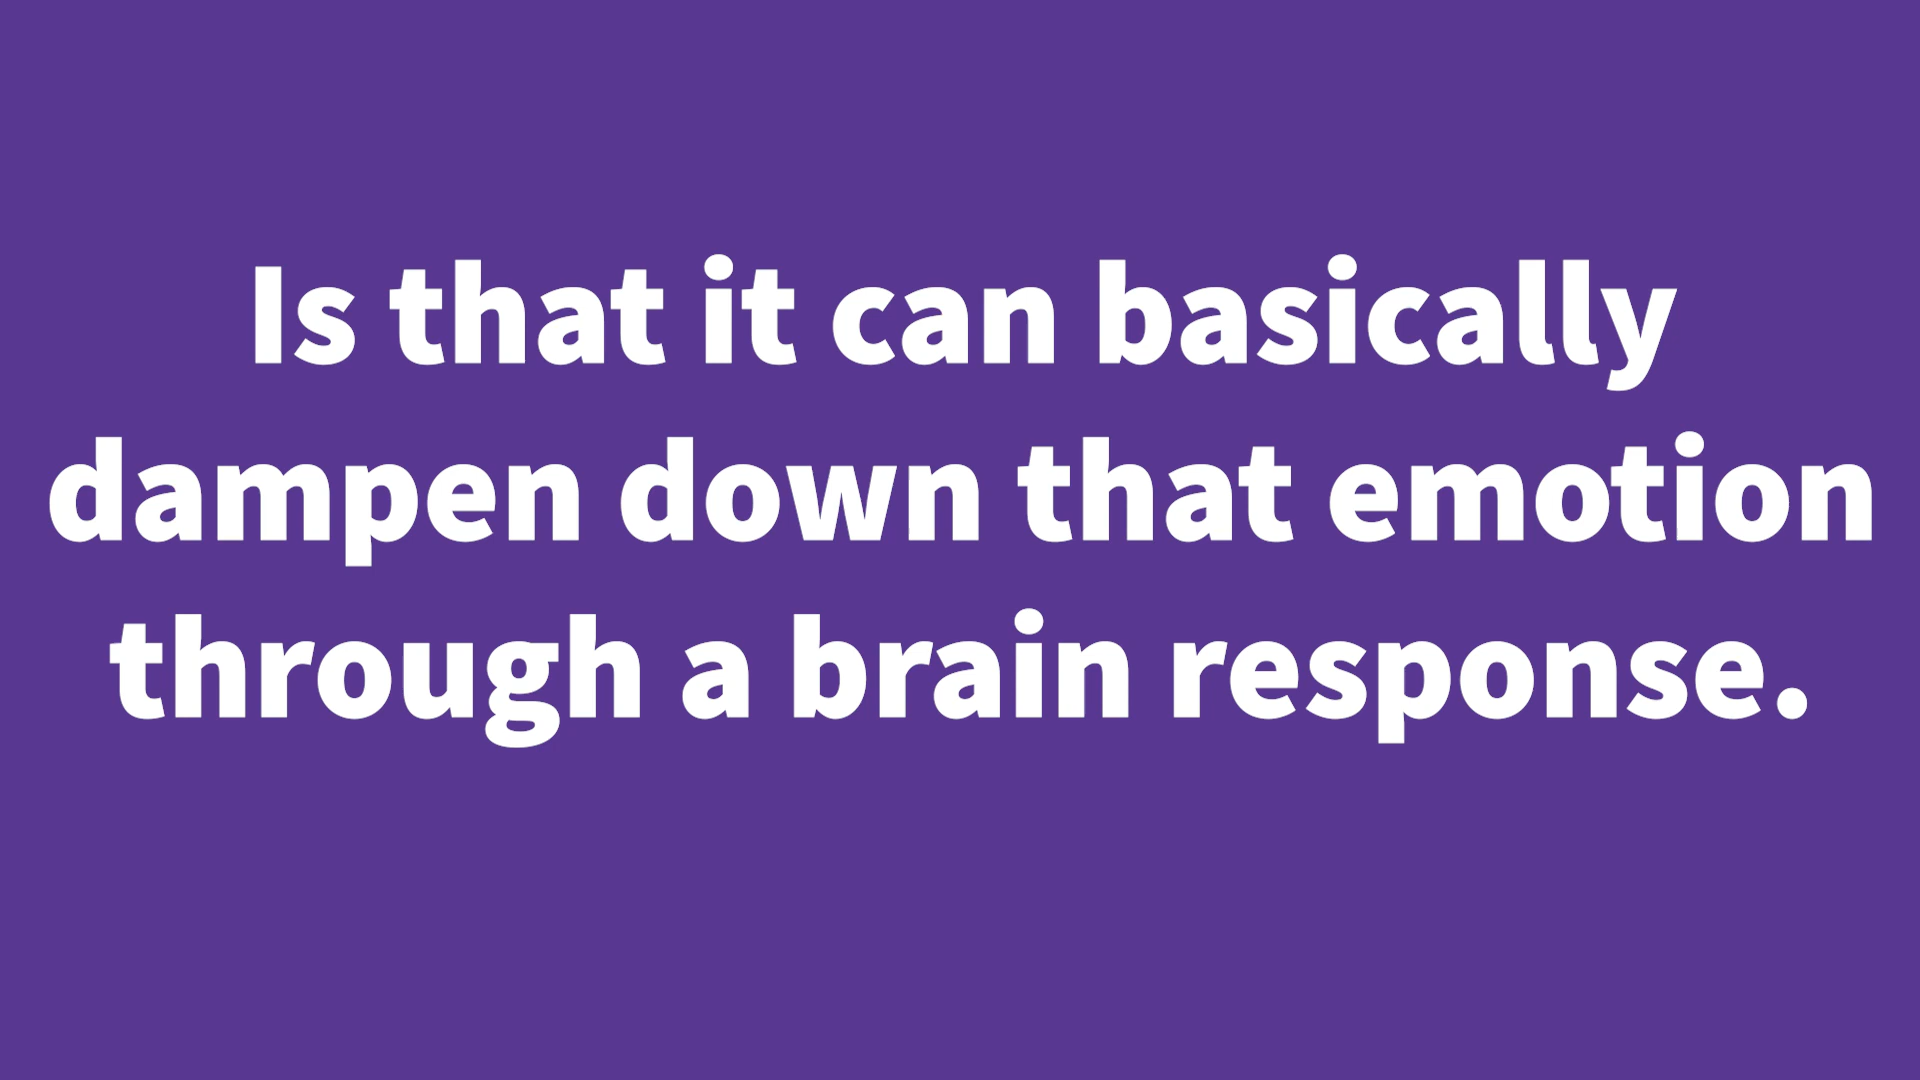 Is that it can basically
dampen down that emotion
through a brain response.